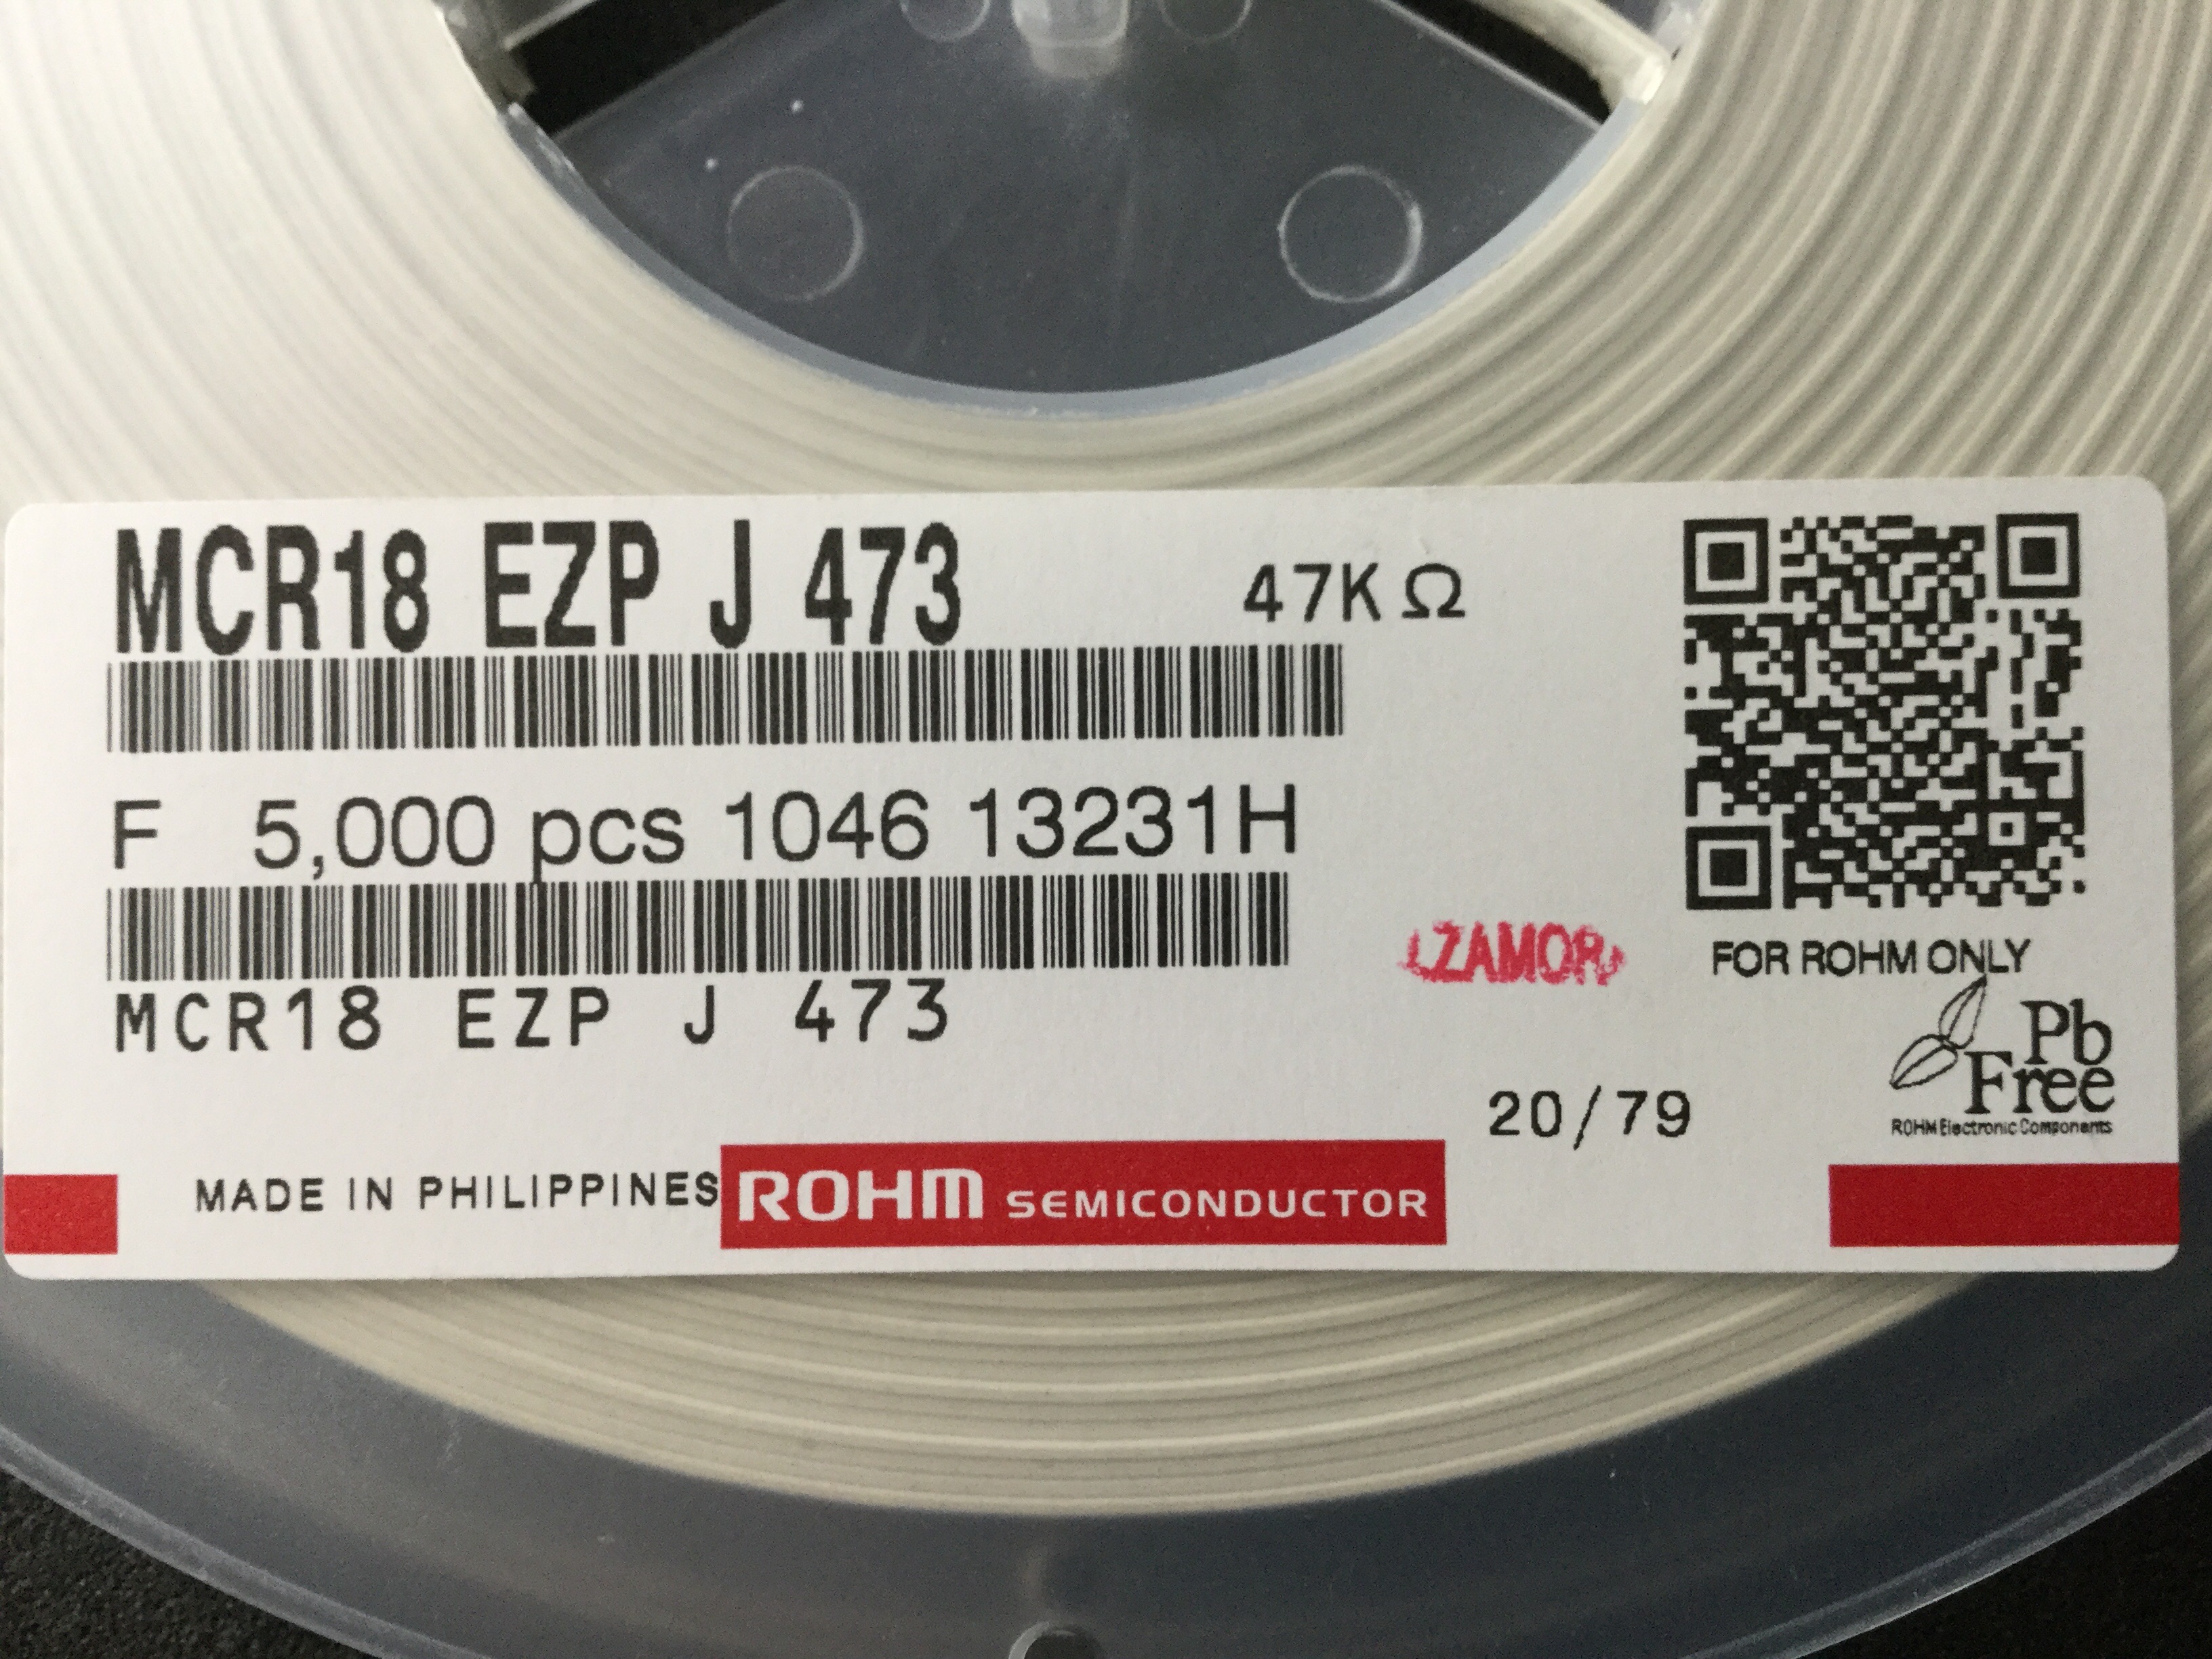 MCR18 EZP J 473
47KΩ
F 5,000 pcs 1046 13231H
ZAMOR
FOR ROHM ONLY
MCR18 EZP J 473
Pb
Free
ROHM Electronic Components
20/79
MADE IN PHILIPPINES
ROHM SEMICONDUCTOR